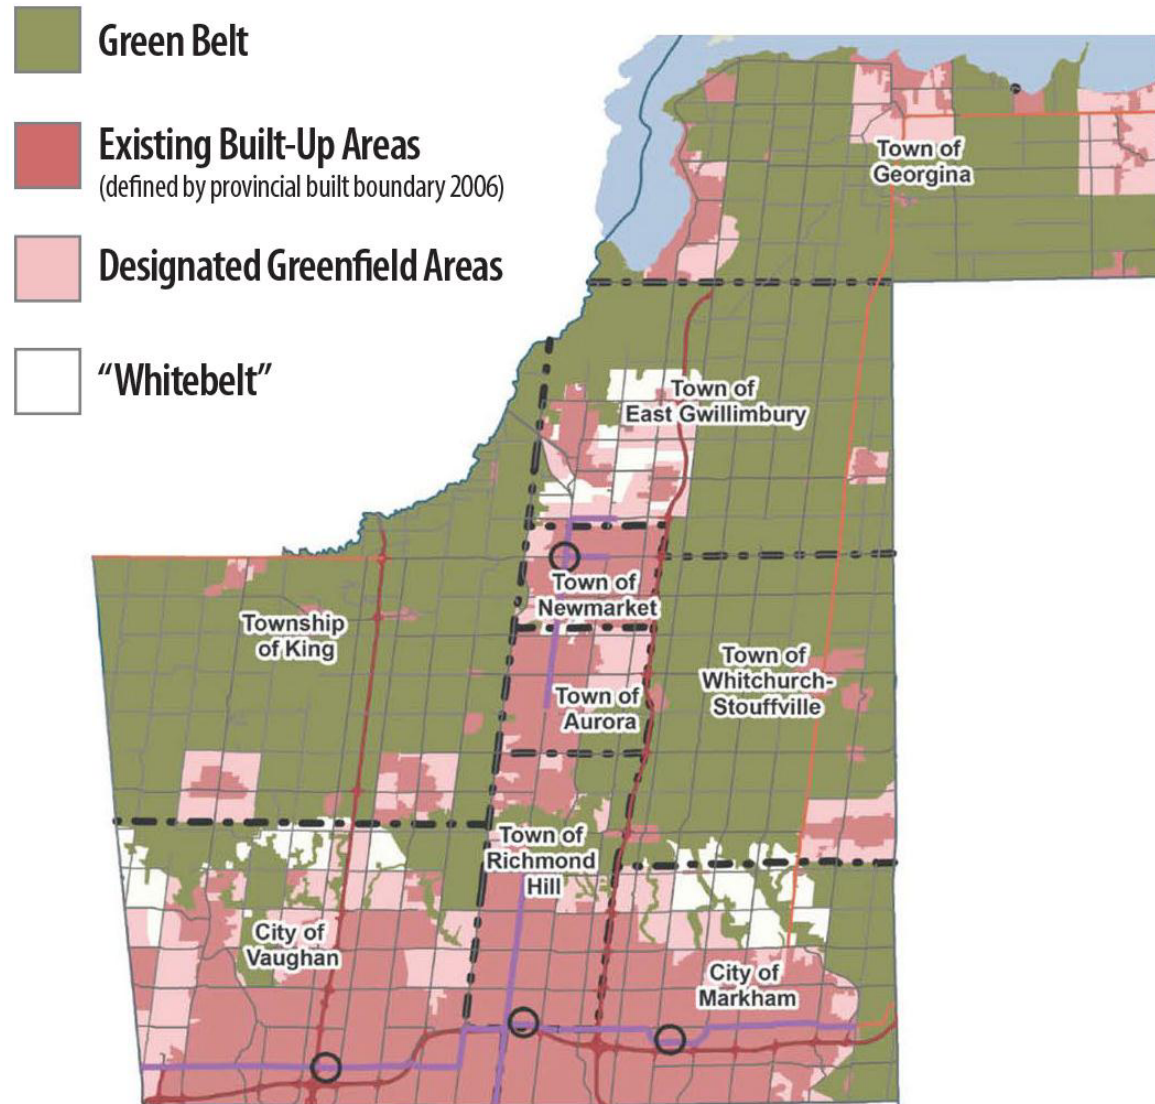 Green Belt
Existing Built-Up Areas
(defined by provincial built boundary 2006)
Designated Greenfield Areas
“Whitebelt”
Town of
Georgina
Town of
East Gwillimbury
Town of
Newmarket
Township
of King
Town of
Whitchurch-
Stouffville
Town of
Aurora
Town of
Richmond
Hill
City of
Vaughan
City of
Markham